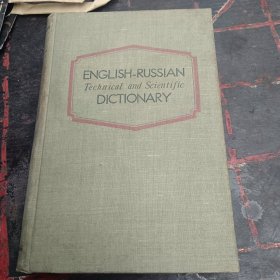 ENGLISH-RUSSIAN
Technical and Scientific
DICTIONARY